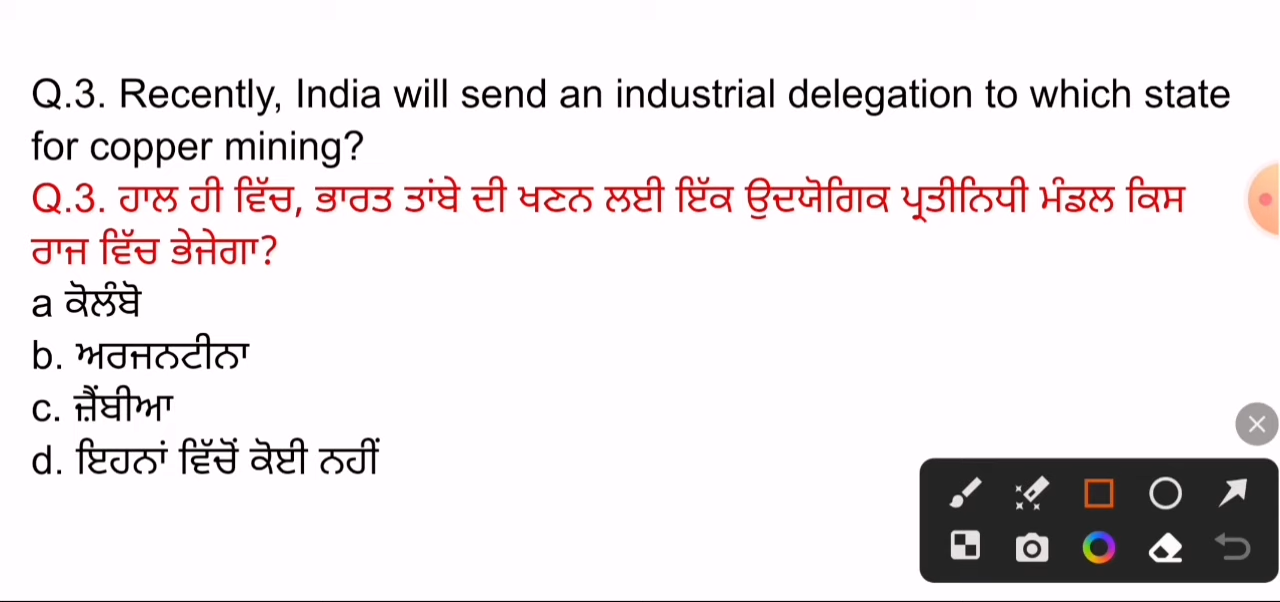 Q.3. Recently, India will send an industrial delegation to which state
for copper mining?
Q.3. ਹਾਲ ਹੀ ਵਿੱਚ, ਭਾਰਤ ਤਾਂਬੇ ਦੀ ਖਣਨ ਲਈ ਇੱਕ ਉਦਯੋਗਿਕ ਪ੍ਰਤੀਨਿਧੀ ਮੰਡਲ ਕਿਸ
ਰਾਜ ਵਿੱਚ ਭੇਜੇਗਾ?
a ਕੋਲੰਬੋ
b. ਅਰਜਨਟੀਨਾ
c. ਜ਼ੈਂਬੀਆ
d. ਇਹਨਾਂ ਵਿੱਚੋਂ ਕੋਈ ਨਹੀਂ